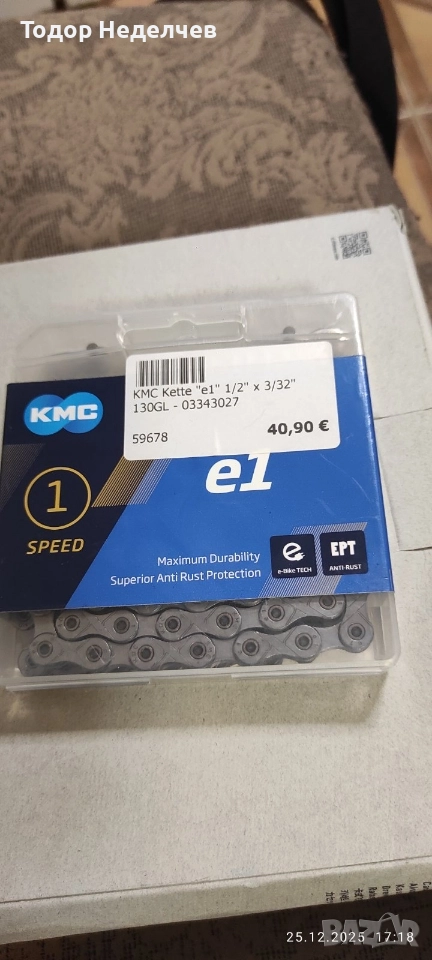 Тодор Неделчев
KMC Kette "e1" 1/2" x 3/32"
130GL - 03343027
59678
40,90 €
KMC
e1
1
SPEED
Maximum Durability
Superior Anti Rust Protection
e
e-Bike TECH
EPT
ANTI-RUST
BAZAR
25.12.2025 17:18